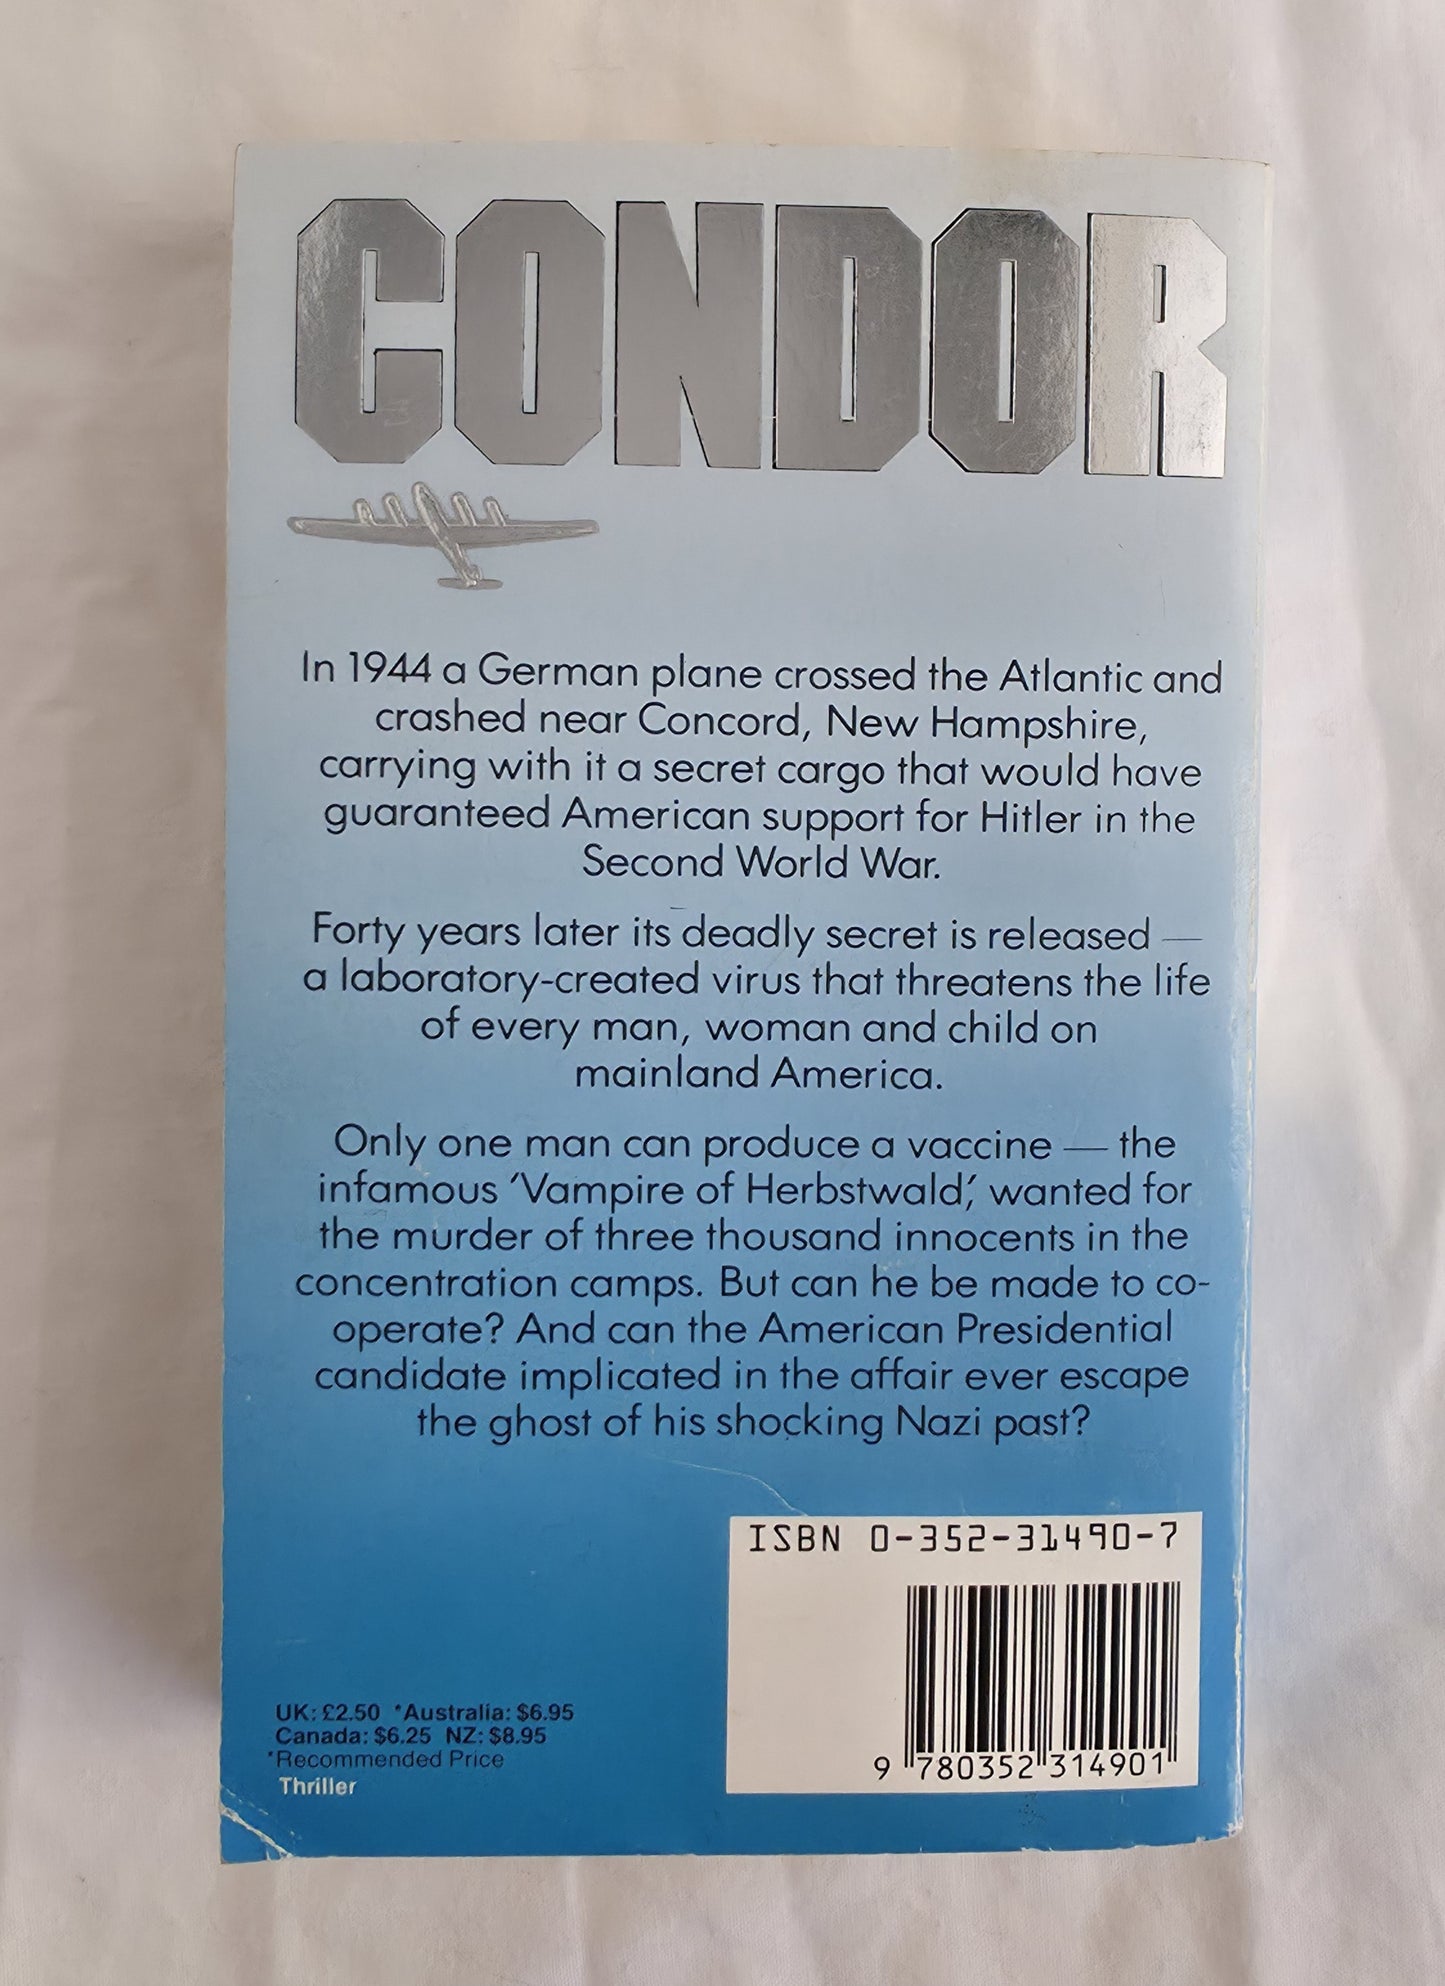 CONDOR
In 1944 a German plane crossed the Atlantic and
crashed near Concord, New Hampshire,
carrying with it a secret cargo that would have
guaranteed American support for Hitler in the
Second World War.
Forty years later its deadly secret is released —
a laboratory-created virus that threatens the life
of every man, woman and child on
mainland America.
Only one man can produce a vaccine — the
infamous 'Vampire of Herbstwald', wanted for
the murder of three thousand innocents in the
concentration camps. But can he be made to co-
operate? And can the American Presidential
candidate implicated in the affair ever escape
the ghost of his shocking Nazi past?
ISBN 0-352-31490-7
9 780352 314901
UK: £2.50 *Australia: $6.95
Canada: $6.25 NZ: $8.95
*Recommended Price
Thriller